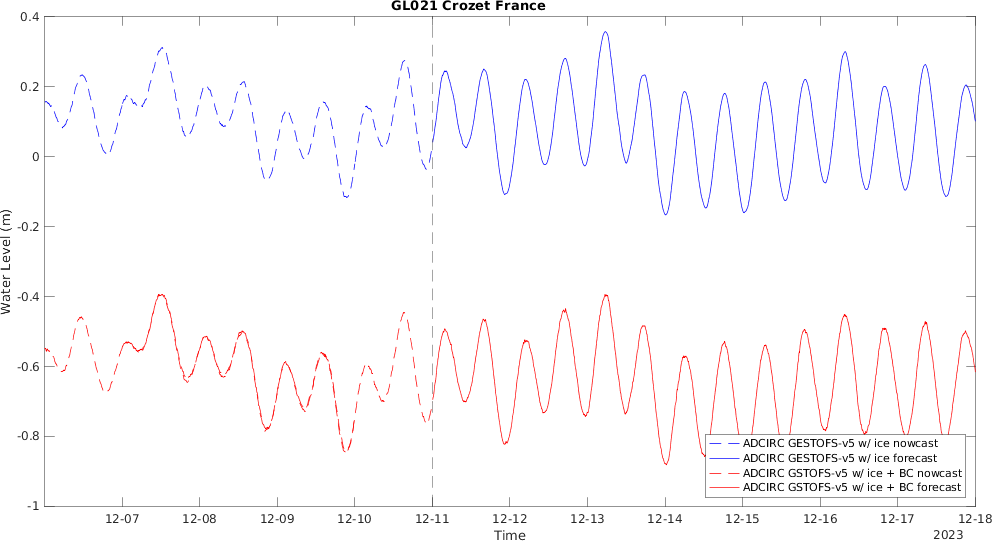 GL021 Crozet France
0.4
0.2
0
-0.2
-0.4
-0.6
-0.8
-1
Water Level (m)
ADCIRC GESTOFS-v5 w/ ice nowcast
ADCIRC GESTOFS-v5 w/ ice forecast
ADCIRC GSTOFS-v5 w/ ice + BC nowcast
ADCIRC GSTOFS-v5 w/ ice + BC forecast
12-07 12-08 12-09 12-10 12-11 12-12 12-13 12-14 12-15 12-16 12-17 12-18
Time
2023